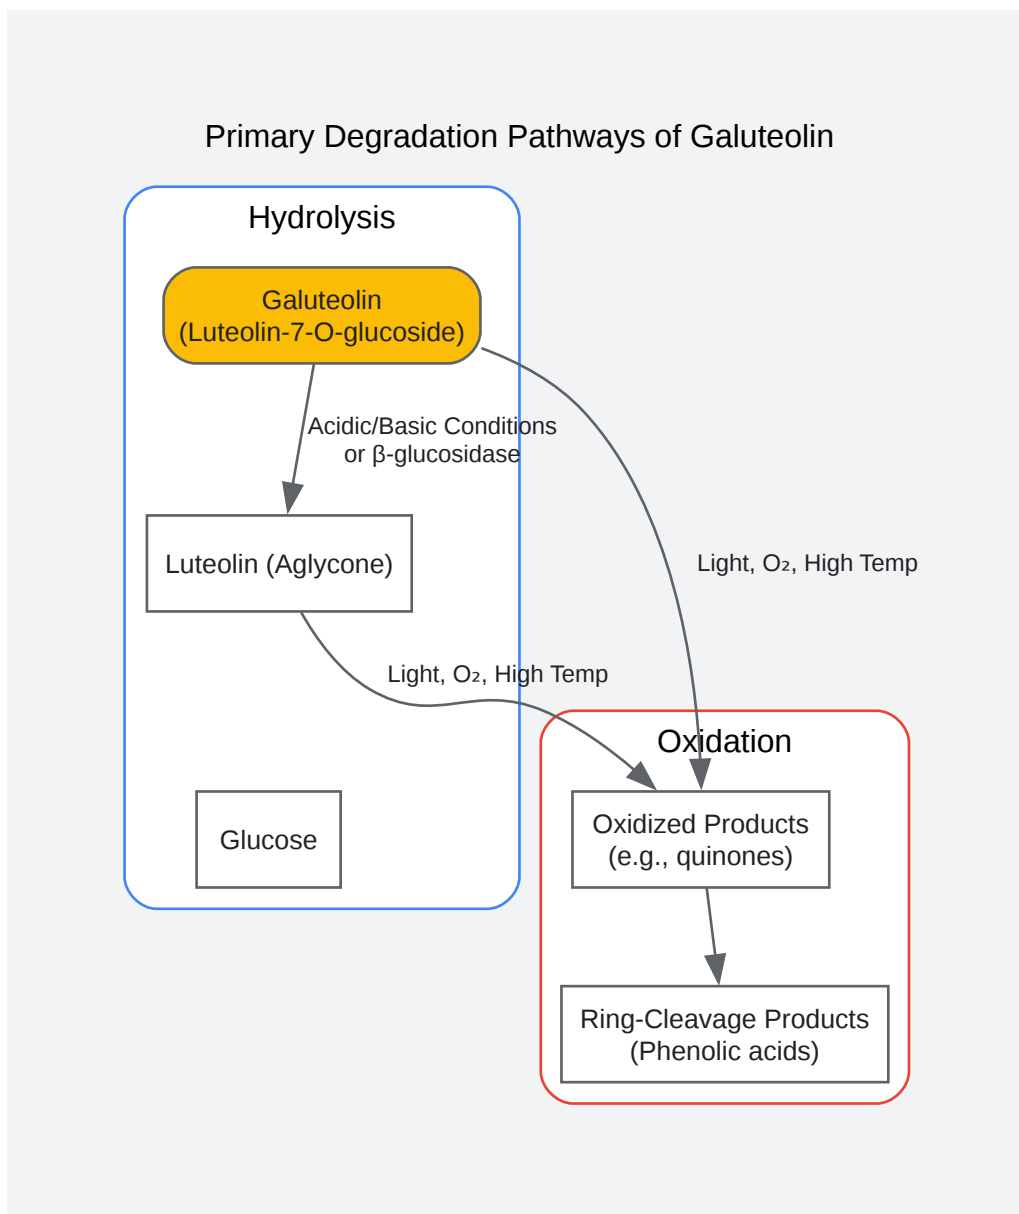 Primary Degradation Pathways of Galuteolin
Hydrolysis
Galuteolin
(Luteolin-7-O-glucoside)
Acidic/Basic Conditions
or β-glucosidase
Luteolin (Aglycone)
Light, O₂, High Temp
Light, O₂, High Temp
Oxidation
Glucose
Oxidized Products
(e.g., quinones)
Ring-Cleavage Products
(Phenolic acids)